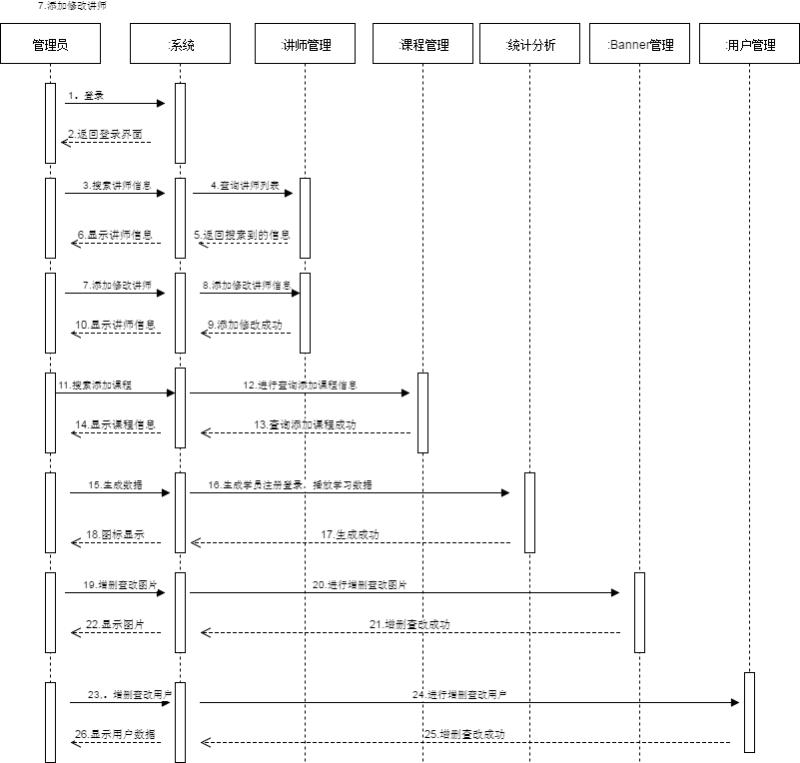 7.添加修改讲师
管理员 :系统 :讲师管理 :课程管理 :统计分析 :Banner管理 :用户管理
1。登录
2.返回登录界面
3.搜索讲师信息 4.查询讲师列表
6.显示讲师信息 5.返回搜索到的信息
7.添加修改讲师 8.添加修改讲师信息
10.显示讲师信息 9.添加修改成功
11.搜索添加课程 12.进行查询添加课程信息
14.显示课程信息 13.查询添加课程成功
15.生成数据 16.生成学员注册登录、播放学习数据
18.图标显示 17.生成成功
19.增删查改图片 20.进行增删查改图片
22.显示图片 21.增删查改成功
23.。增删查改用户 24.进行增删查改用户
26.显示用户数据 25.增删查改成功